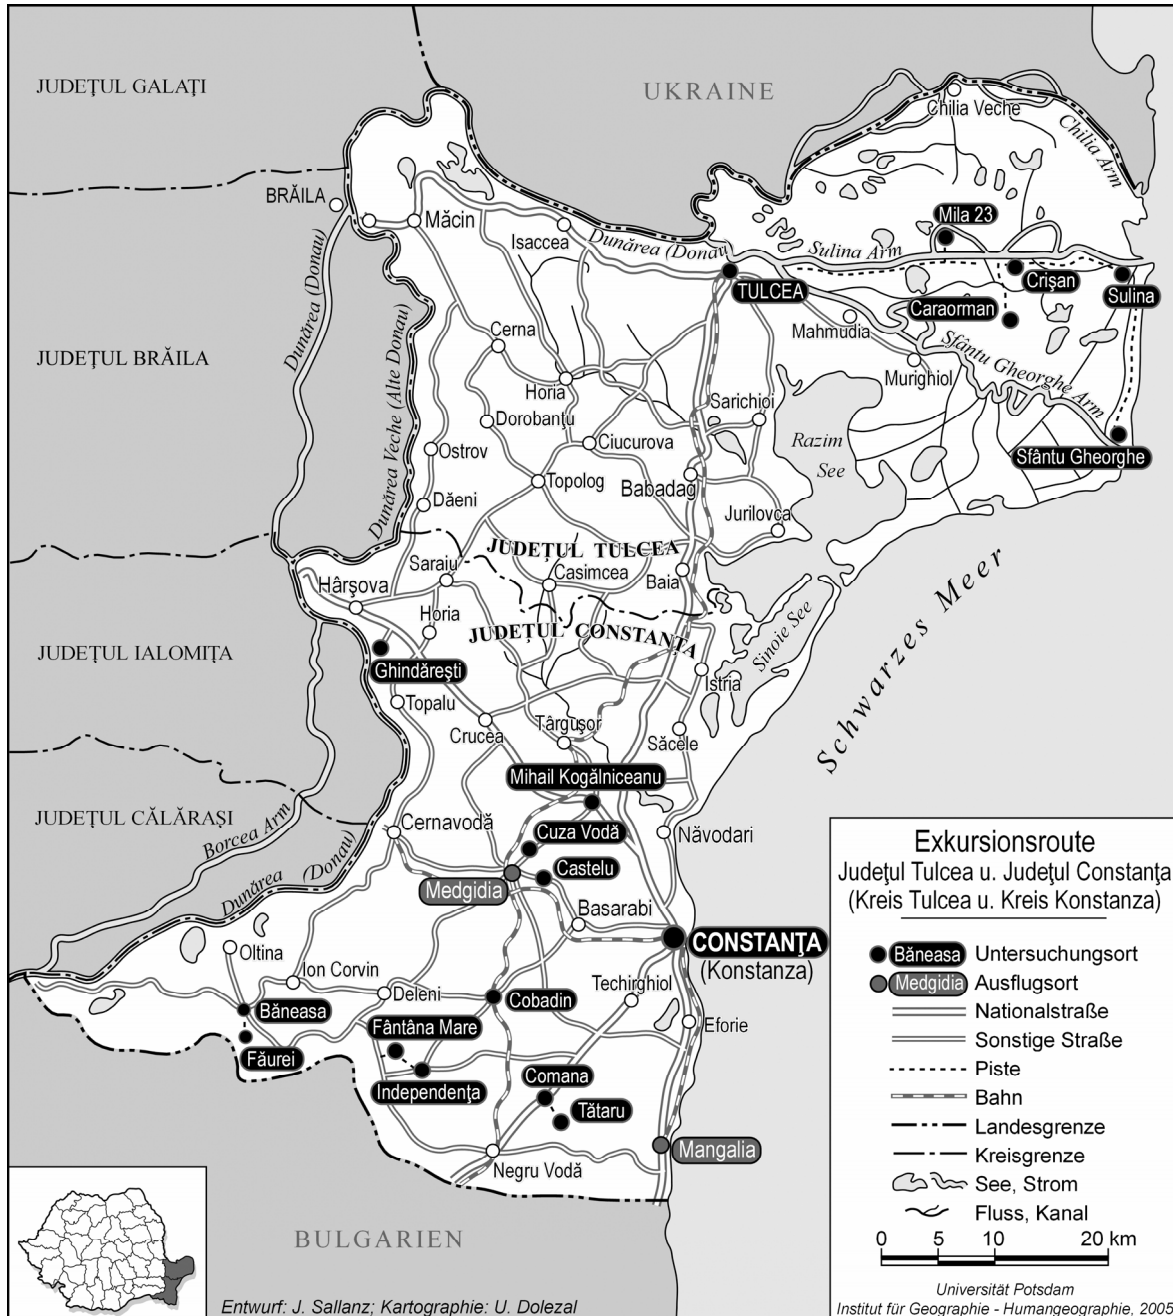 JUDEŢUL GALAŢI
UKRAINE
Chilia Veche
Chilia Arm
BRĂILA
Măcin
Isaccea
Dunărea (Donau)
Mila 23
Sulina Arm
TULCEA
Crişan
Sulina
Caraorman
Mahmudia
Sfântu Gheorghe Arm
Murighiol
Dunărea (Donau)
JUDEŢUL BRĂILA
Dunărea Veche (Alte Donau)
Cerna
Horia
Dorobanţu
Sarichioi
Razim
See
Ciucurova
Ostrov
Sfântu Gheorghe
Topolog
Babadag
Dăeni
Jurilovca
JUDEŢUL TULCEA
Saraiu
Casimcea
Baia
Hârşova
Horia
JUDEŢUL CONSTANŢA
Sinoie See
Schwarzes Meer
JUDEŢUL IALOMIŢA
Ghindăreşti
Istria
Topalu
Crucea
Târguşor
Săcele
Mihail Kogălniceanu
JUDEŢUL CĂLĂRAȘI
Borcea Arm
Cernavodă
Cuza Vodă
Năvodari
Castelu
Dunărea (Donau)
Medgidia
Basarabi
CONSTANŢA
(Konstanza)
Oltina
Ion Corvin
Deleni
Techirghiol
Cobadin
Băneasa
Eforie
Fântâna Mare
Făurei
Independenţa
Comana
Tătaru
Mangalia
Negru Vodă
BULGARIEN
Exkursionsroute
Judeţul Tulcea u. Judeţul Constanţa
(Kreis Tulcea u. Kreis Konstanza)
Băneasa Untersuchungsort
Medgidia Ausflugsort
Nationalstraße
Sonstige Straße
Piste
Bahn
Landesgrenze
Kreisgrenze
See, Strom
Fluss, Kanal
0 5 10 20 km
Universität Potsdam
Institut für Geographie - Humangeographie, 2005
Entwurf: J. Sallanz; Kartographie: U. Dolezal